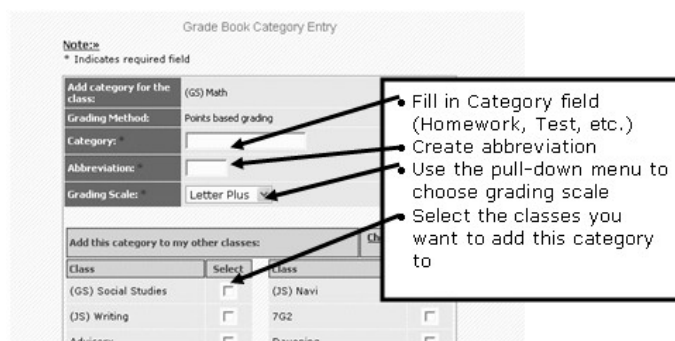 Grade Book Category Entry
Note:»
* Indicates required field
Add category for the class: (GS) Math
Grading Method: Points based grading
Category: *
Abbreviation: *
Grading Scale: * Letter Plus
• Fill in Category field
(Homework, Test, etc.)
• Create abbreviation
• Use the pull-down menu to
choose grading scale
• Select the classes you
want to add this category
to
Add this category to my other classes:
Class Select Class
(GS) Social Studies (JS) Navi
(JS) Writing 7G2